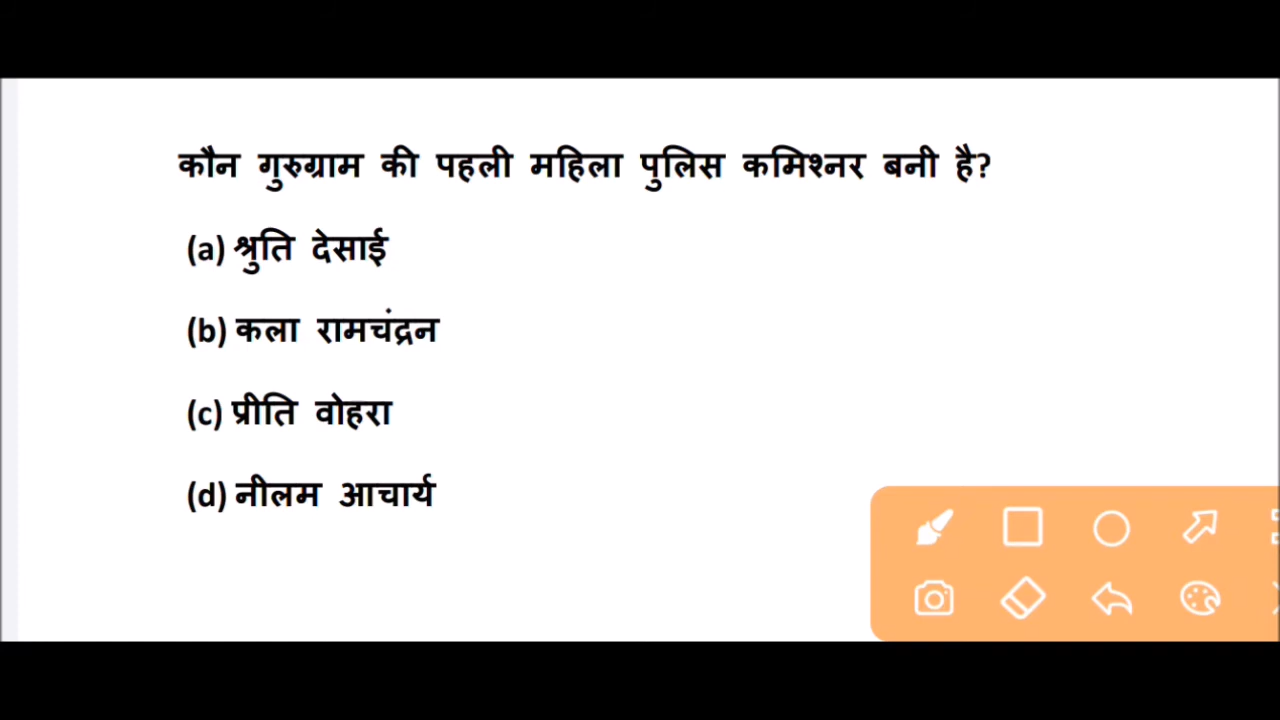 कौन गुरुग्राम की पहली महिला पुलिस कमिश्नर बनी है?
(a) श्रुति देसाई
(b) कला रामचंद्रन
(c) प्रीति वोहरा
(d) नीलम आचार्य